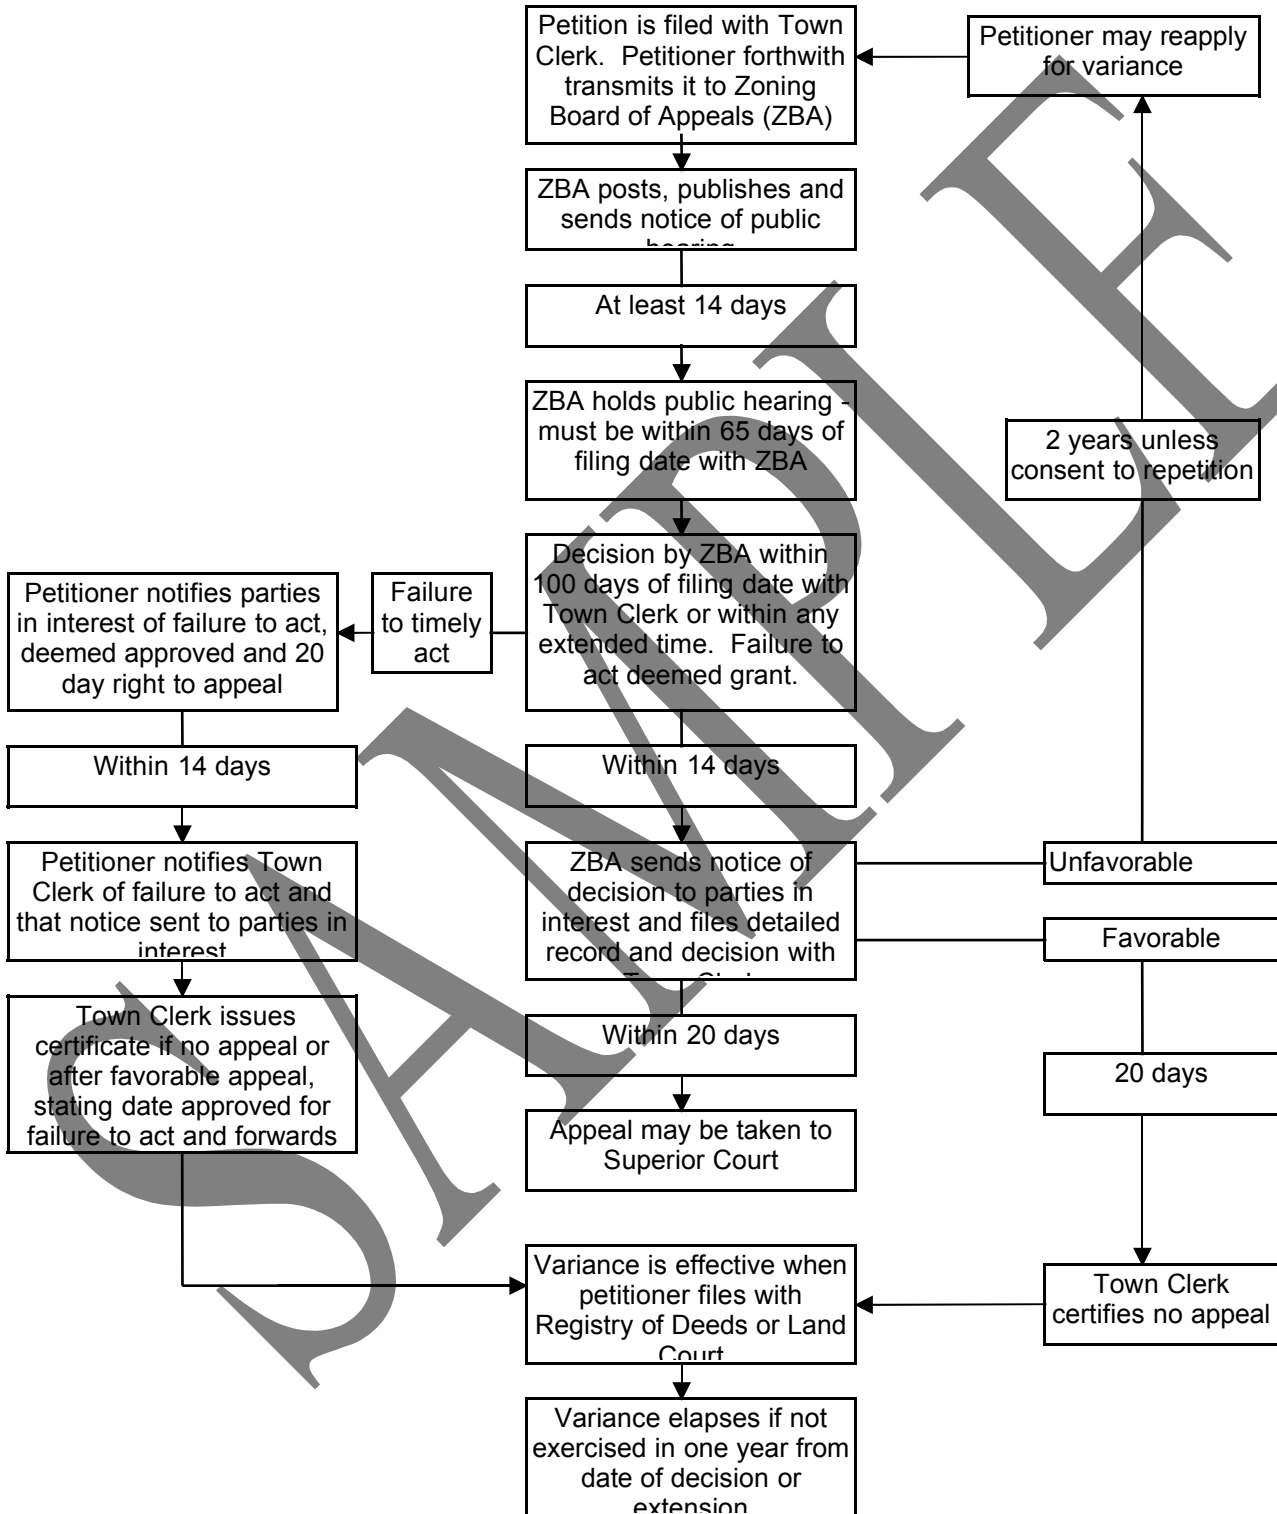 Petition is filed with Town
Clerk. Petitioner forthwith
transmits it to Zoning
Board of Appeals (ZBA)
Petitioner may reapply
for variance
ZBA posts, publishes and
sends notice of public
hearing
At least 14 days
ZBA holds public hearing -
must be within 65 days of
filing date with ZBA
2 years unless
consent to repetition
Decision by ZBA within
100 days of filing date with
Town Clerk or within any
extended time. Failure to
act deemed grant.
Failure
to timely
act
Petitioner notifies parties
in interest of failure to act,
deemed approved and 20
day right to appeal
Within 14 days
Within 14 days
Petitioner notifies Town
Clerk of failure to act and
that notice sent to parties in
interest
ZBA sends notice of
decision to parties in
interest and files detailed
record and decision with
Town Clerk
Unfavorable
Favorable
Town Clerk issues
certificate if no appeal or
after favorable appeal,
stating date approved for
failure to act and forwards
Within 20 days
20 days
Appeal may be taken to
Superior Court
Variance is effective when
petitioner files with
Registry of Deeds or Land
Court
Town Clerk
certifies no appeal
Variance elapses if not
exercised in one year from
date of decision or
extension
SAMPLE